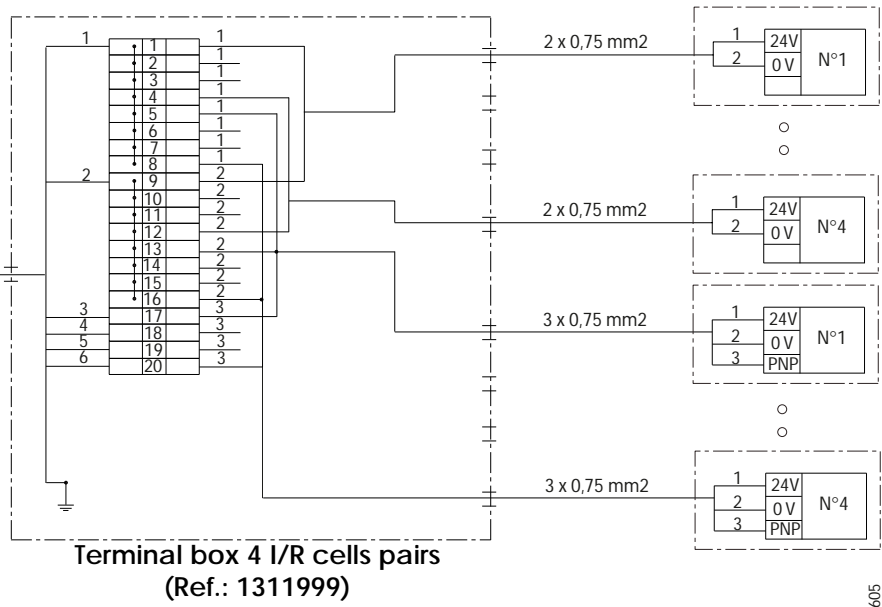 1 1 1
2 1
3 1
4 1
5 1
6 1
7 1
8 1
2 9 2
10 2
11 2
12 2
13 2
14 2
15 2
16 2
3 17 3
4 18 3
5 19 3
6 20 3
2 x 0,75 mm2
1 24V
2 0 V
N°1
2 x 0,75 mm2
1 24V
2 0 V
N°4
3 x 0,75 mm2
1 24V
2 0 V
3 PNP
N°1
3 x 0,75 mm2
1 24V
2 0 V
3 PNP
N°4
Terminal box 4 I/R cells pairs
(Ref.: 1311999)
605